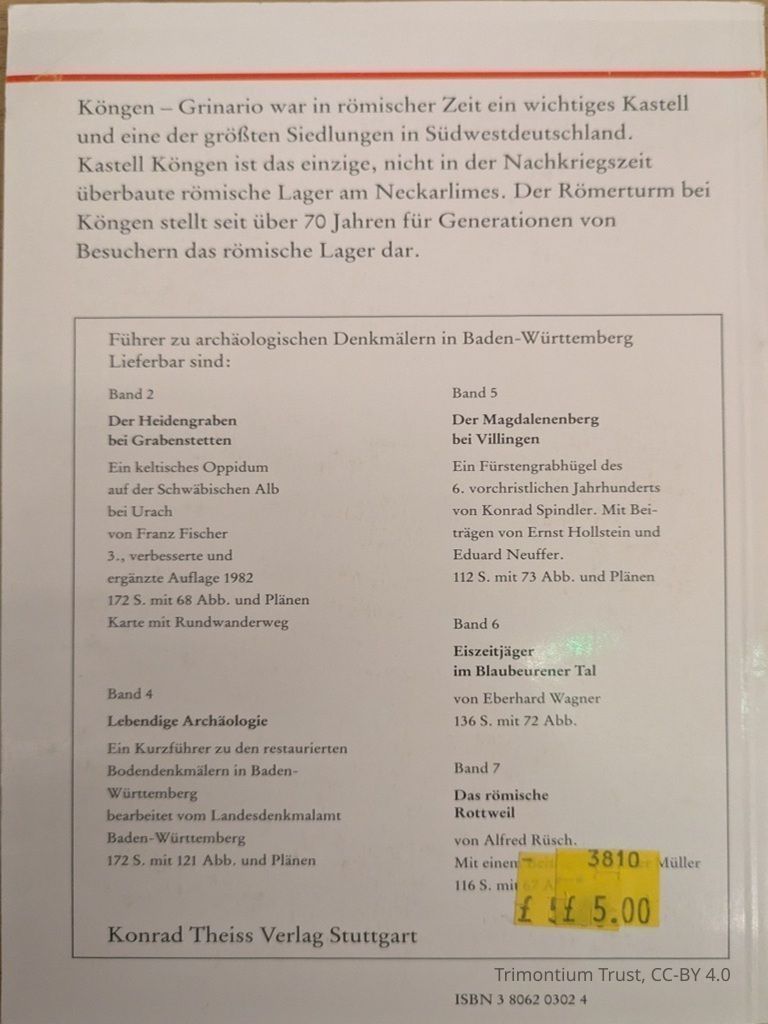 Köngen – Grinario war in römischer Zeit ein wichtiges Kastell
und eine der größten Siedlungen in Südwestdeutschland.
Kastell Köngen ist das einzige, nicht in der Nachkriegszeit
überbaute römische Lager am Neckarlimes. Der Römerturm bei
Köngen stellt seit über 70 Jahren für Generationen von
Besuchern das römische Lager dar.
Führer zu archäologischen Denkmälern in Baden-Württemberg
Lieferbar sind:
Band 2
Der Heidengraben
bei Grabenstetten
Ein keltisches Oppidum
auf der Schwäbischen Alb
bei Urach
von Franz Fischer
3., verbesserte und
ergänzte Auflage 1982
172 S. mit 68 Abb. und Plänen
Karte mit Rundwanderweg
Band 4
Lebendige Archäologie
Ein Kurzführer zu den restaurierten
Bodendenkmälern in Baden-
Württemberg
bearbeitet vom Landesdenkmalamt
Baden-Württemberg
172 S. mit 121 Abb. und Plänen
Band 5
Der Magdalenenberg
bei Villingen
Ein Fürstengrabhügel des
6. vorchristlichen Jahrhunderts
von Konrad Spindler. Mit Bei-
trägen von Ernst Hollstein und
Eduard Neuffer.
112 S. mit 73 Abb. und Plänen
Band 6
Eiszeitjäger
im Blaubeurener Tal
von Eberhard Wagner
136 S. mit 72 Abb.
Band 7
Das römische
Rottweil
von Alfred Rüsch.
Mit einem Müller
116 S. mit
3810
£ 5.00
Konrad Theiss Verlag Stuttgart
Trimontium Trust, CC-BY 4.0
ISBN 3 8062 0302 4